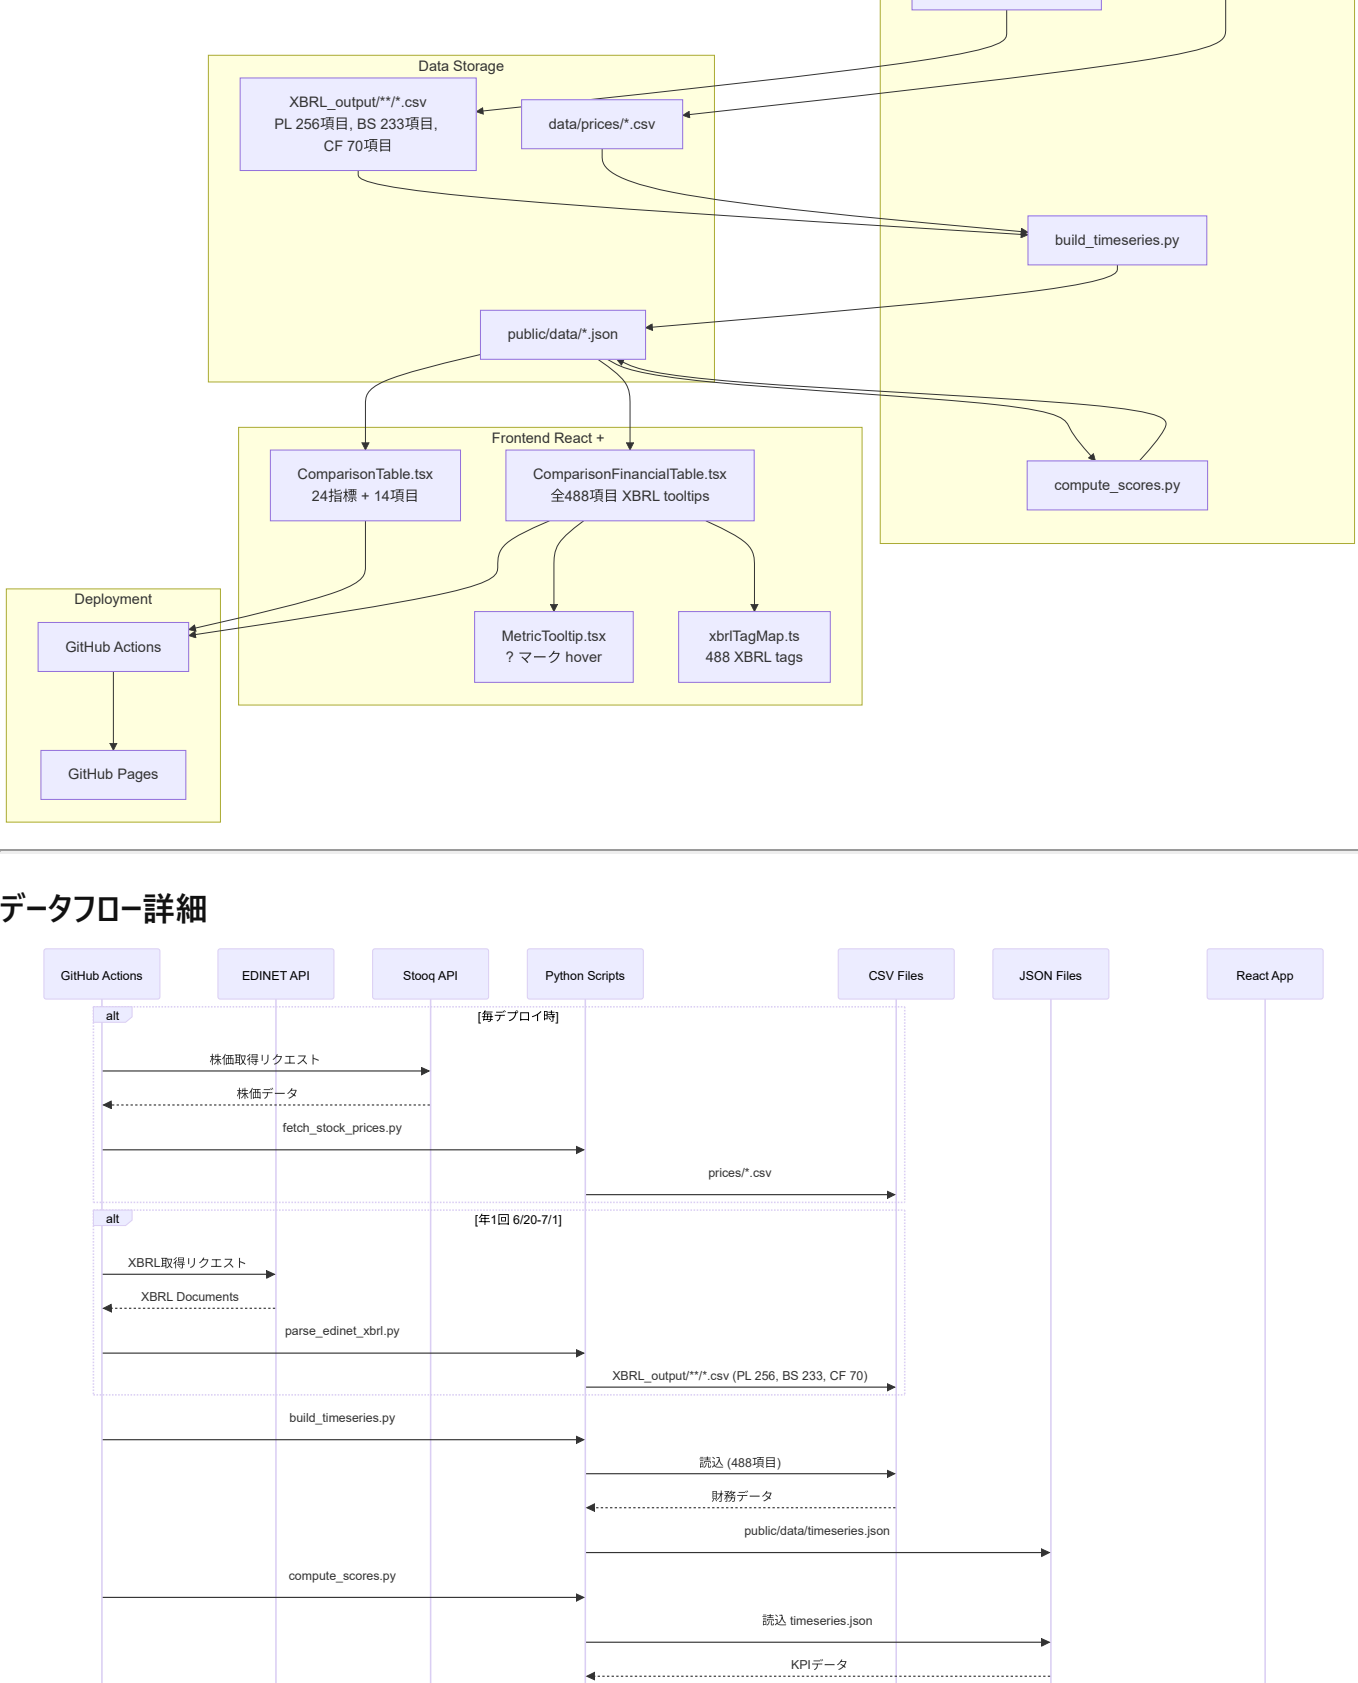 Data Storage
XBRL_output/**/*.csv
PL 256項目, BS 233項目,
CF 70項目
data/prices/*.csv
build_timeseries.py
public/data/*.json
Frontend React +
ComparisonTable.tsx
24指標 + 14項目
ComparisonFinancialTable.tsx
全488項目 XBRL tooltips
compute_scores.py
MetricTooltip.tsx
? マーク hover
xbrlTagMap.ts
488 XBRL tags
Deployment
GitHub Actions
GitHub Pages
データフロー詳細
GitHub Actions
EDINET API
Stooq API
Python Scripts
CSV Files
JSON Files
React App
alt
[毎デプロイ時]
株価取得リクエスト
株価データ
fetch_stock_prices.py
prices/*.csv
alt
[年1回 6/20-7/1]
XBRL取得リクエスト
XBRL Documents
parse_edinet_xbrl.py
XBRL_output/**/*.csv (PL 256, BS 233, CF 70)
build_timeseries.py
読込 (488項目)
財務データ
public/data/timeseries.json
compute_scores.py
読込 timeseries.json
KPIデータ